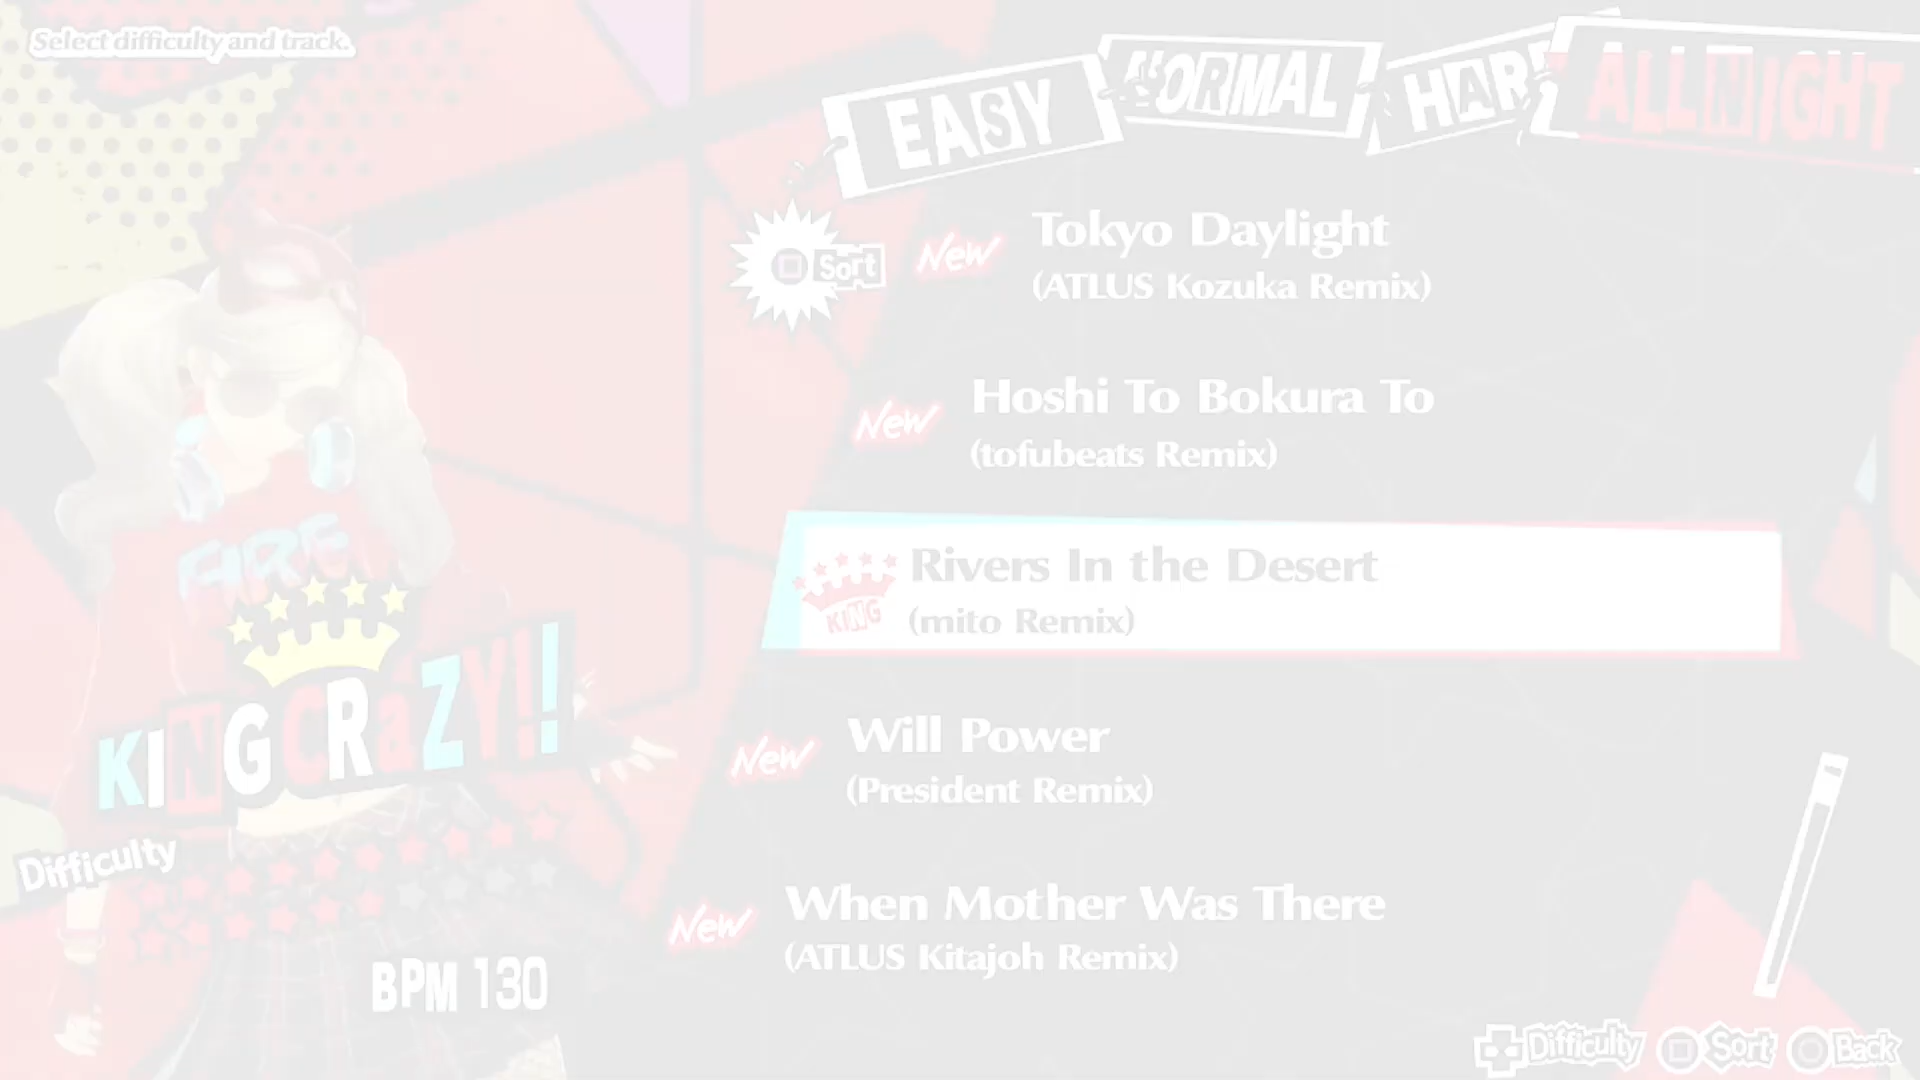 Select difficulty and track.
EASY
NORMAL
HARD
ALL NIGHT
Sort
New
Tokyo Daylight
(ATLUS Kozuka Remix)
New
Hoshi To Bokura To
(tofubeats Remix)
KING
Rivers In the Desert
(mito Remix)
New
Will Power
(President Remix)
New
When Mother Was There
(ATLUS Kitajoh Remix)
FIRE
KING CRaZY!!
Difficulty
BPM 130
Difficulty
Sort
Back